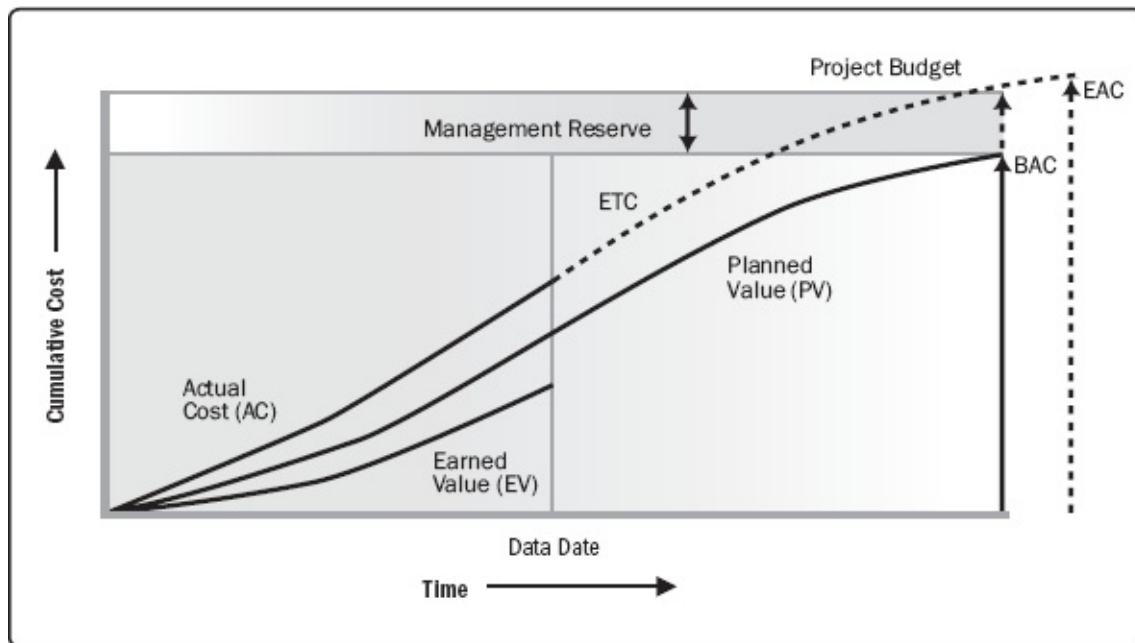 Project Budget
EAC
Management Reserve
BAC
ETC
Cumulative Cost
Planned
Value (PV)
Actual
Cost (AC)
Earned
Value (EV)
Data Date
Time